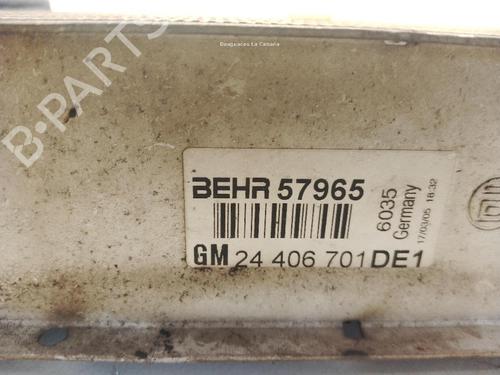 Desguaces La Cabaña
B-PARTS
BEHR 57965
6035
Germany
17/03/05 18:32
GM 24 406 701 DE1